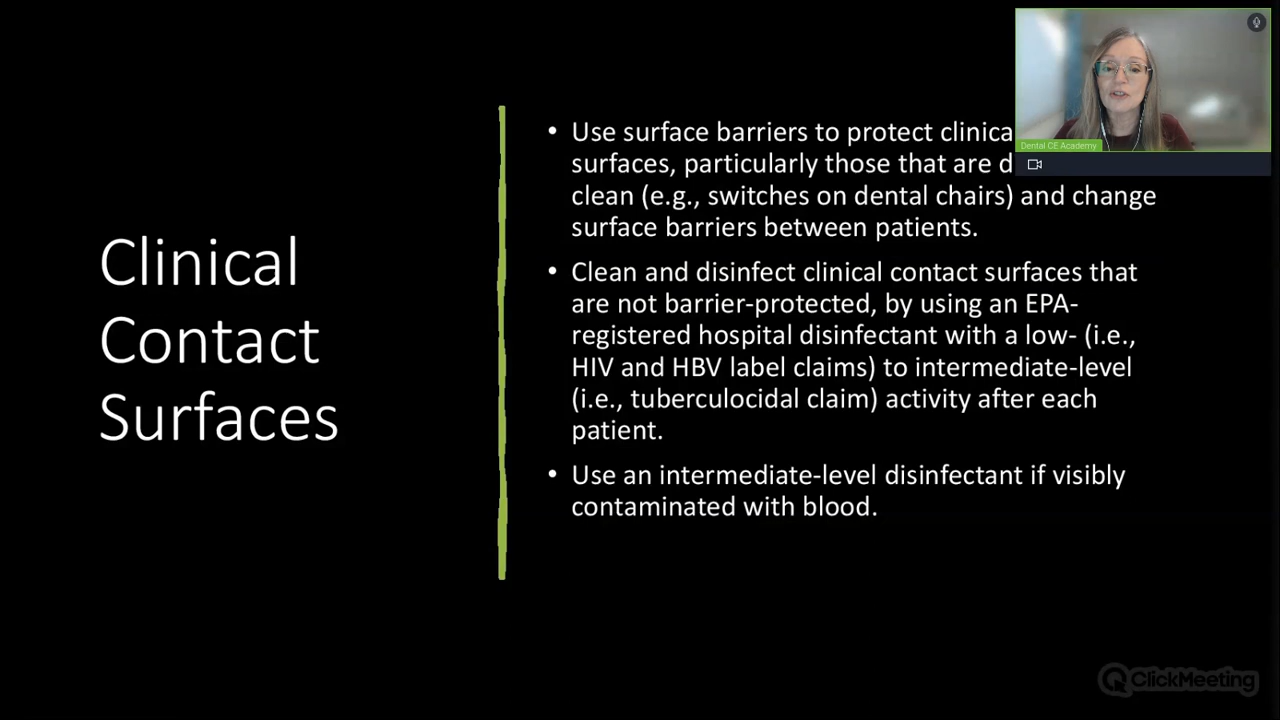 Clinical
Contact
Surfaces
• Use surface barriers to protect
surfaces, particularly those that are
clean (e.g., switches on dental chairs) and change
surface barriers between patients.
• Clean and disinfect clinical contact surfaces that
are not barrier-protected, by using an EPA-
registered hospital disinfectant with a low- (i.e.,
HIV and HBV label claims) to intermediate-level
(i.e., tuberculocidal claim) activity after each
patient.
• Use an intermediate-level disinfectant if visibly
contaminated with blood.
Dental CE Academy
ClickMeeting